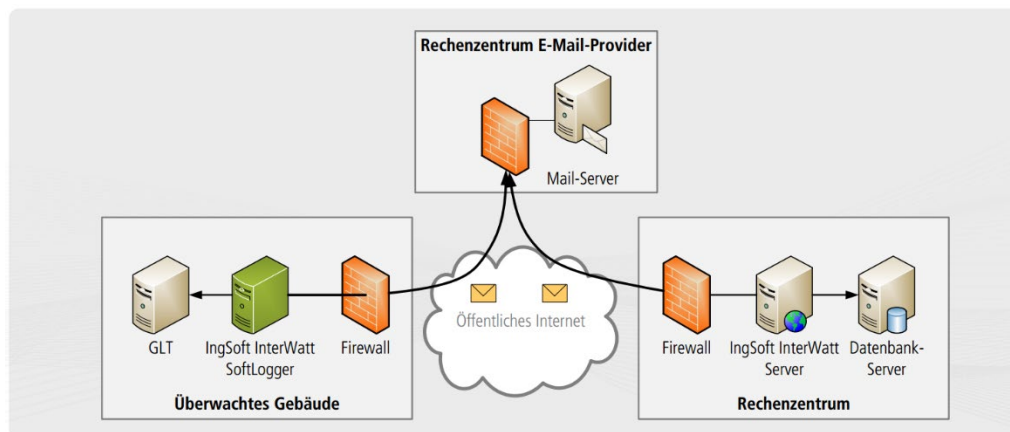 Rechenzentrum E-Mail-Provider
Mail-Server
Öffentliches Internet
GLT
IngSoft InterWatt
SoftLogger
Firewall
Überwachtes Gebäude
Firewall
IngSoft InterWatt
Server
Datenbank-
Server
Rechenzentrum